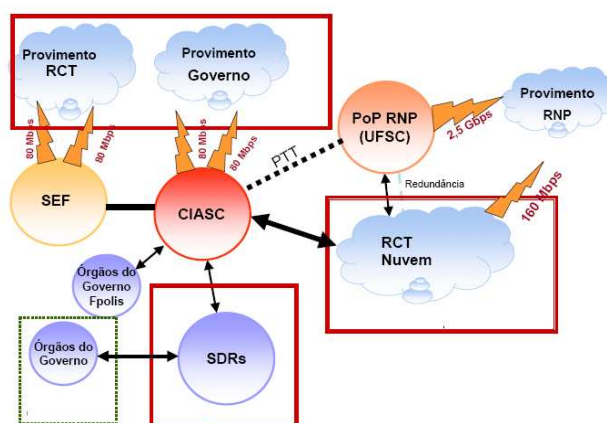 Provimento
RCT
Provimento
Governo
80 Mbps
80 Mbps
80 Mbps
80 Mbps
PoP RNP
(UFSC)
2,5 Gbps
Provimento
RNP
PTT
SEF
CIASC
Redundância
160 Mbps
RCT
Nuvem
Órgãos do
Governo
Fpolis
Órgãos do
Governo
SDRs